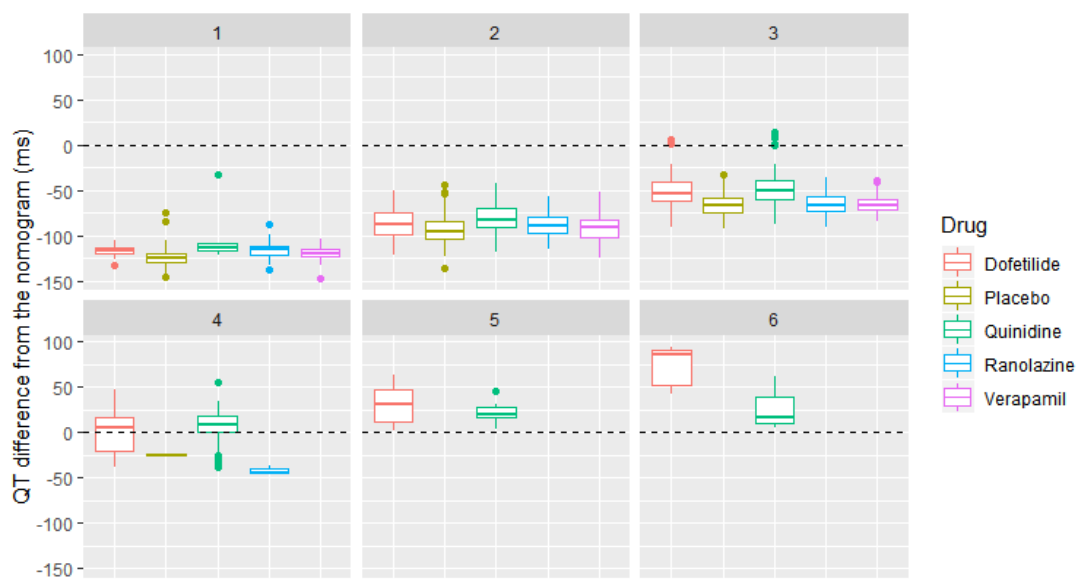 1 2 3
100
50
0
-50
-100
-150
4 5 6
100
50
0
-50
-100
-150
QT difference from the nomogram (ms)
Drug
Dofetilide
Placebo
Quinidine
Ranolazine
Verapamil